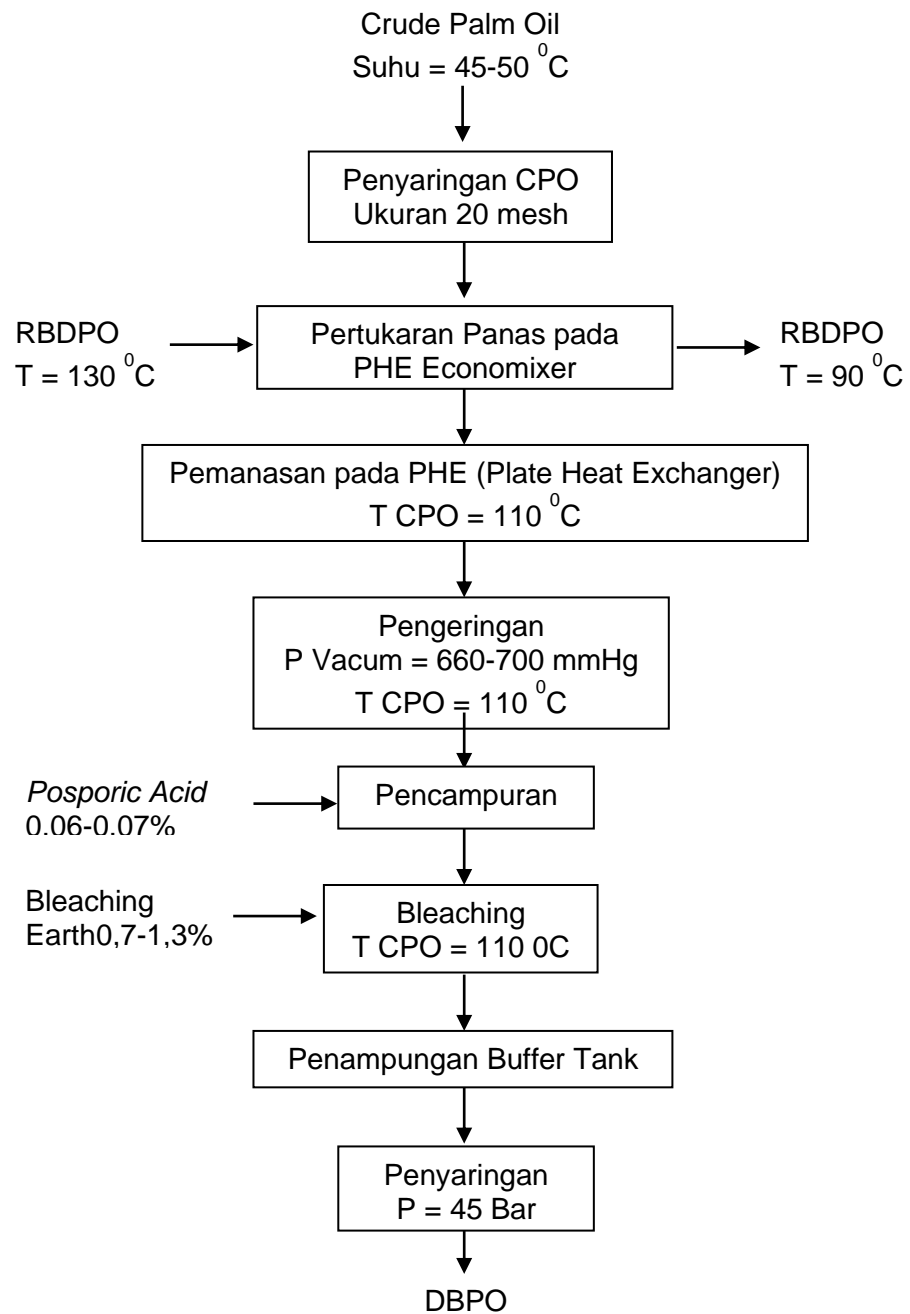 Crude Palm Oil
Suhu = 45-50 ⁰C
Penyaringan CPO
Ukuran 20 mesh
RBDPO
T = 130 ⁰C
Pertukaran Panas pada
PHE Economixer
RBDPO
T = 90 ⁰C
Pemanasan pada PHE (Plate Heat Exchanger)
T CPO = 110 ⁰C
Pengeringan
P Vacum = 660-700 mmHg
T CPO = 110 ⁰C
Posporic Acid
0.06-0.07%
Pencampuran
Bleaching
Earth0,7-1,3%
Bleaching
T CPO = 110 0C
Penampungan Buffer Tank
Penyaringan
P = 45 Bar
DBPO